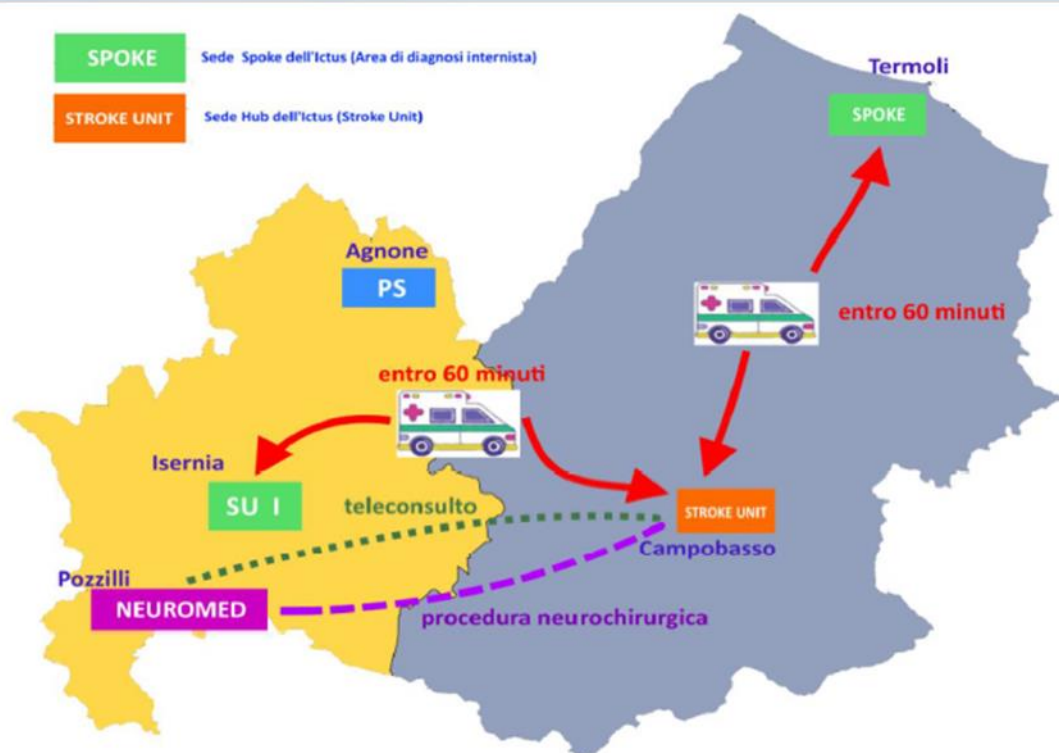 SPOKE
Sede Spoke dell'Ictus (Area di diagnosi internista)
STROKE UNIT
Sede Hub dell'Ictus (Stroke Unit)
Termoli
SPOKE
Agnone
PS
entro 60 minuti
entro 60 minuti
Isernia
SU I
teleconsulto
STROKE UNIT
Campobasso
Pozzilli
NEUROMED
procedura neurochirurgica